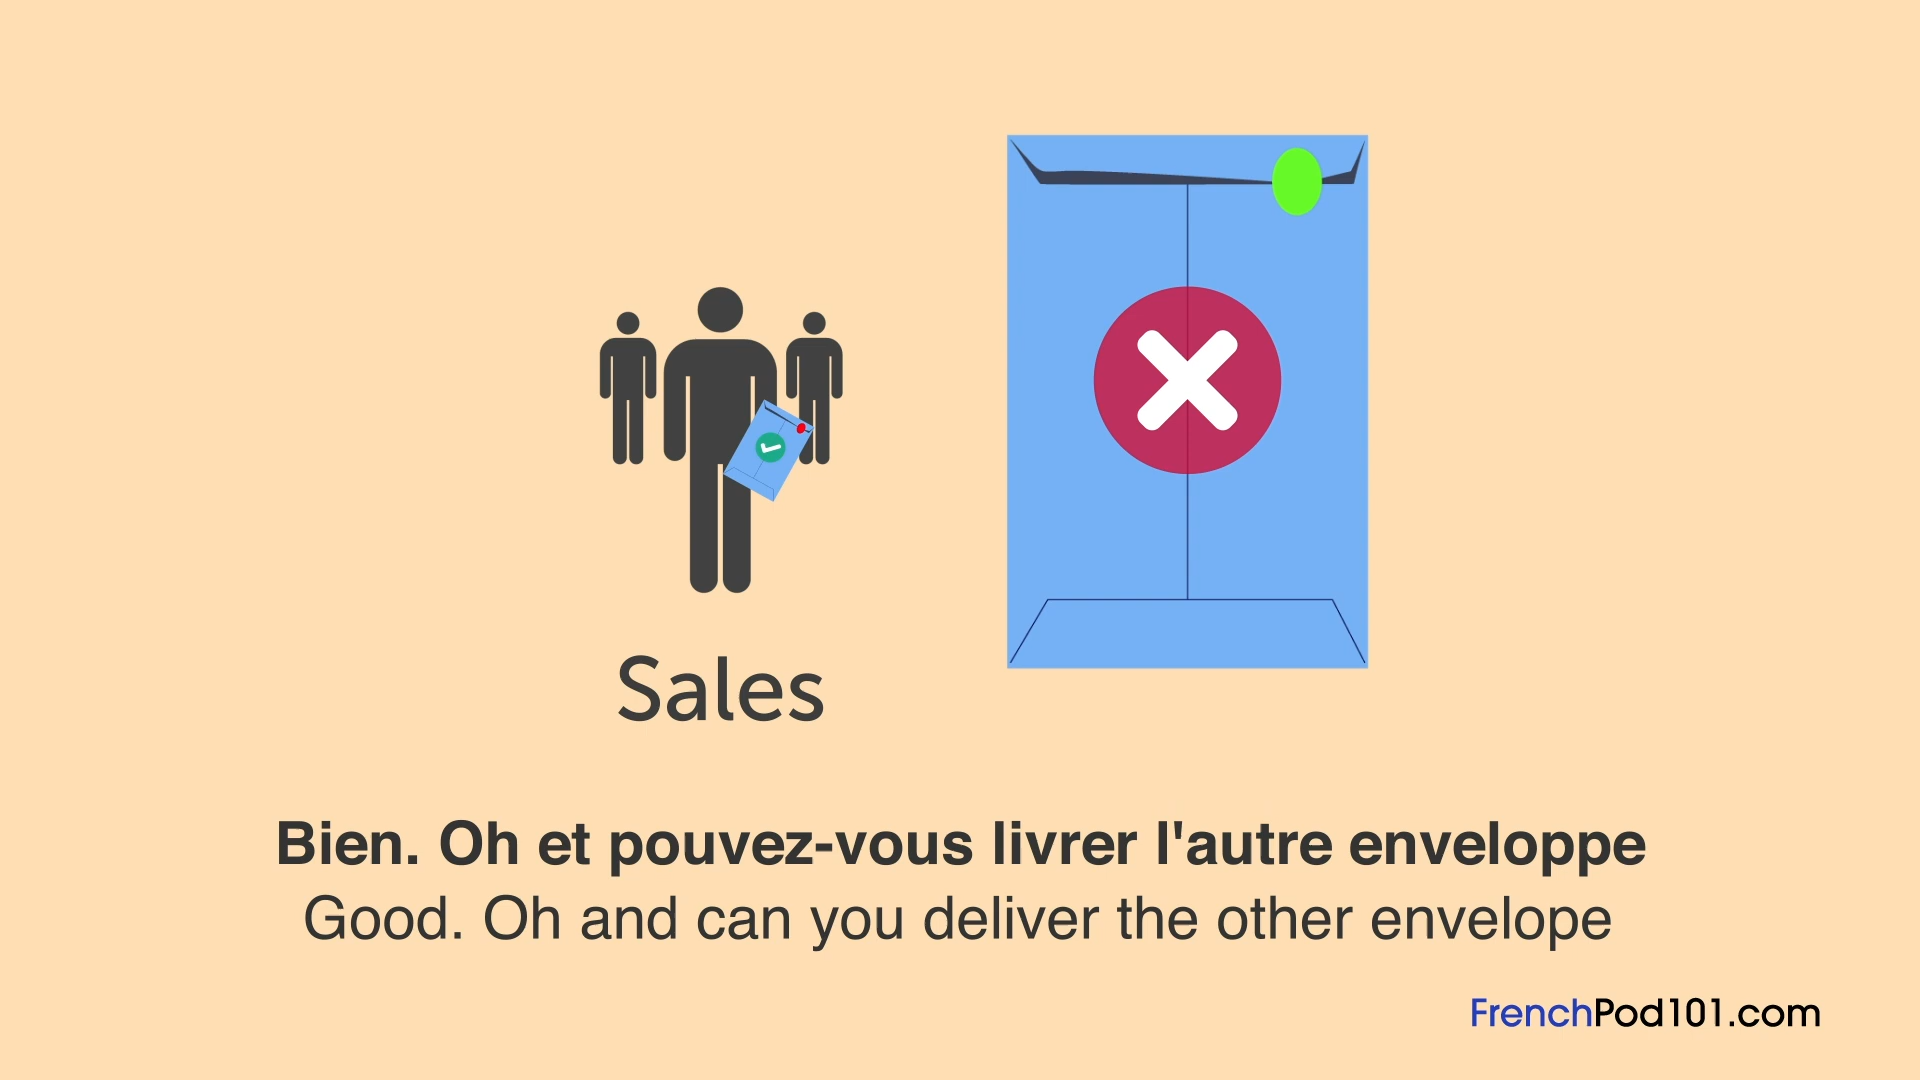 Sales
Bien. Oh et pouvez-vous livrer l'autre enveloppe
Good. Oh and can you deliver the other envelope
FrenchPod101.com